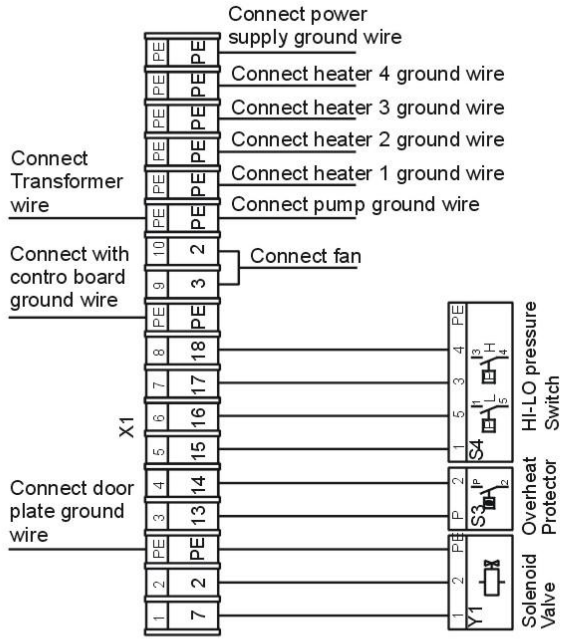 Connect power
supply ground wire
PE PE
PE PE Connect heater 4 ground wire
PE PE Connect heater 3 ground wire
PE PE Connect heater 2 ground wire
PE PE Connect heater 1 ground wire
Connect
Transformer
wire
PE PE Connect pump ground wire
10 2
Connect fan
9 3
Connect with
contro board
ground wire
PE PE
8 18
7 17
6 16
5 15
X1
4 14
3 13
Connect door
plate ground
wire
PE PE
2 2
1 7
PE
4 3 H 4
3
5 1 L 5
1 S4
HI-LO pressure
Switch
2 P 2
P S3
Overheat
Protector
PE
2
1 Y1
Solenoid
Valve